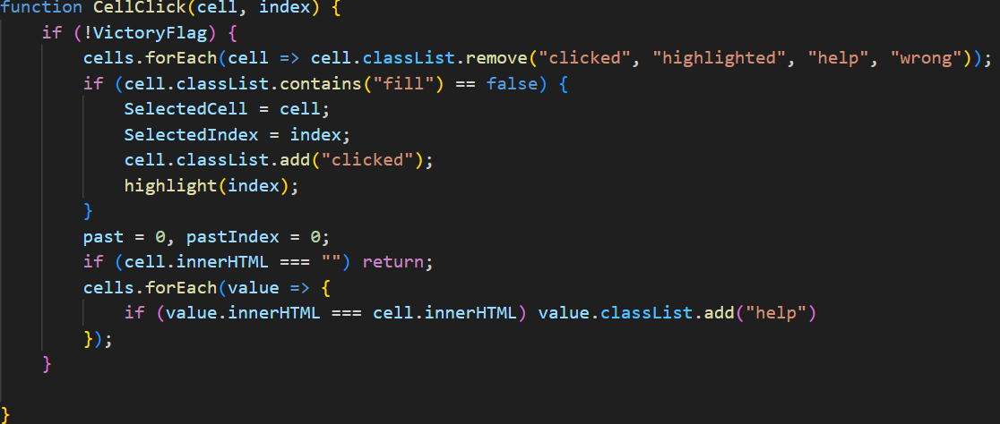 function CellClick(cell, index) {
    if (!VictoryFlag) {
        cells.forEach(cell => cell.classList.remove("clicked", "highlighted", "help", "wrong"));
        if (cell.classList.contains("fill") == false) {
            SelectedCell = cell;
            SelectedIndex = index;
            cell.classList.add("clicked");
            highlight(index);
        }
        past = 0, pastIndex = 0;
        if (cell.innerHTML === "") return;
        cells.forEach(value => {
            if (value.innerHTML === cell.innerHTML) value.classList.add("help")
        });
    }
}